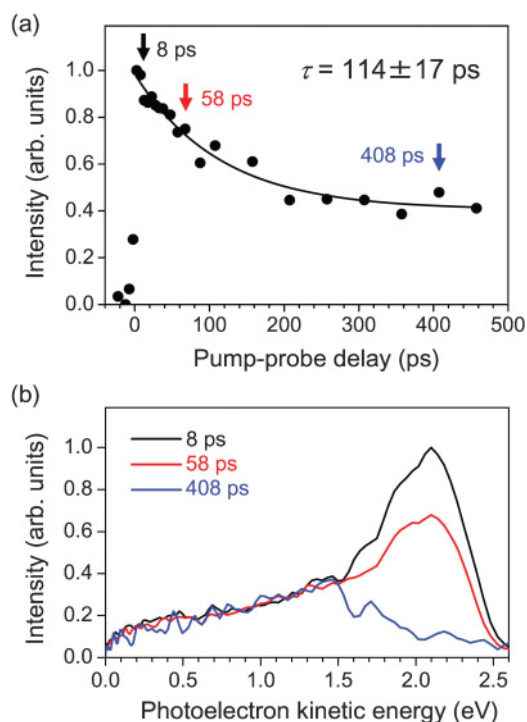 (a)
8 ps
τ = 114±17 ps
58 ps
408 ps
1.0
0.8
0.6
0.4
0.2
0.0
Intensity (arb. units)
0 100 200 300 400 500
Pump-probe delay (ps)
(b)
8 ps
58 ps
408 ps
1.0
0.8
0.6
0.4
0.2
0.0
Intensity (arb. units)
0.0 0.5 1.0 1.5 2.0 2.5
Photoelectron kinetic energy (eV)